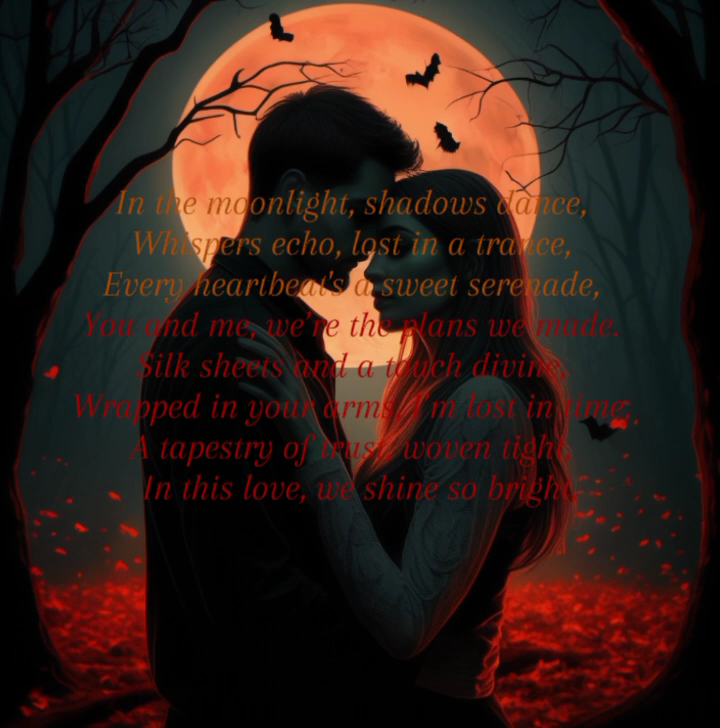 In the moonlight, shadows dance,
Whispers echo, lost in a trance,
Every heartbeat's a sweet serenade,
You and me, we're the plans we made.
Silk sheets and a touch divine,
Wrapped in your arms, I'm lost in time,
A tapestry of trust, woven tight,
In this love, we shine so bright.